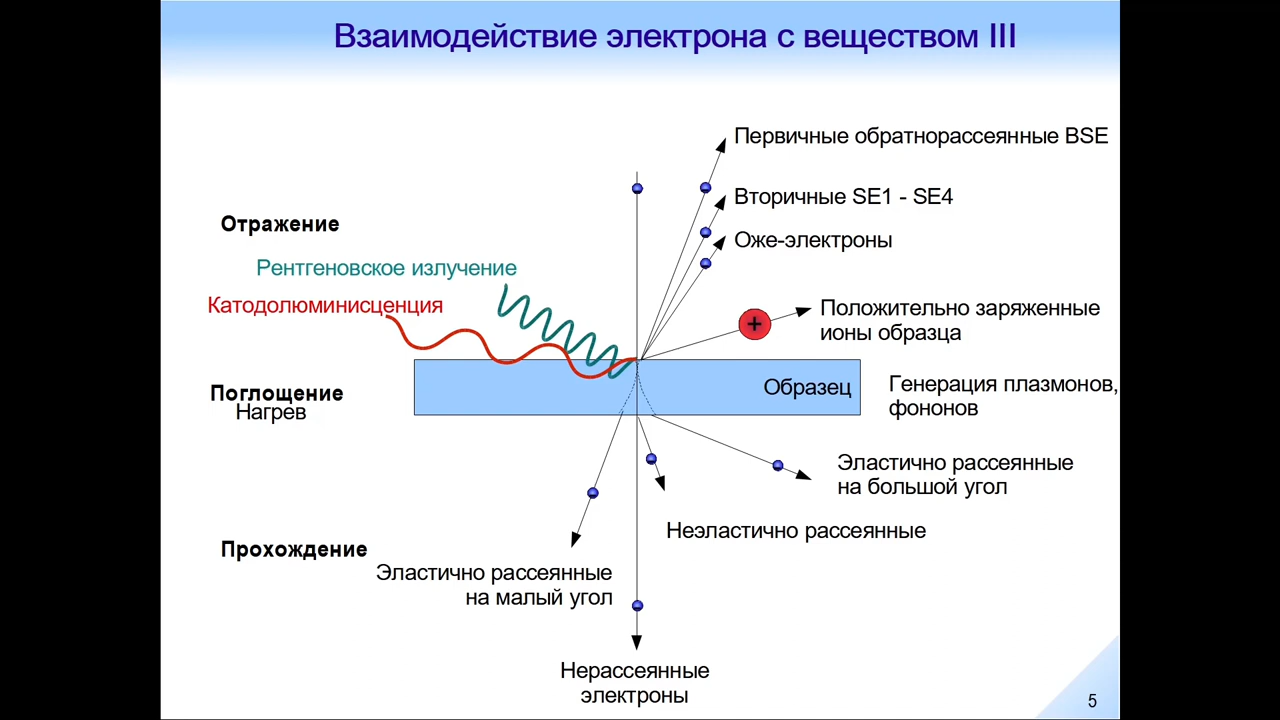 Взаимодействие электрона с веществом III
Первичные обратнорассеянные BSE
Вторичные SE1 - SE4
Отражение
Оже-электроны
Рентгеновское излучение
Катодолюминисценция
Положительно заряженные
ионы образца
+
Поглощение
Нагрев
Образец
Генерация плазмонов,
фононов
Эластично рассеянные
на большой угол
Неэластично рассеянные
Прохождение
Эластично рассеянные
на малый угол
Нерассеянные
электроны
5